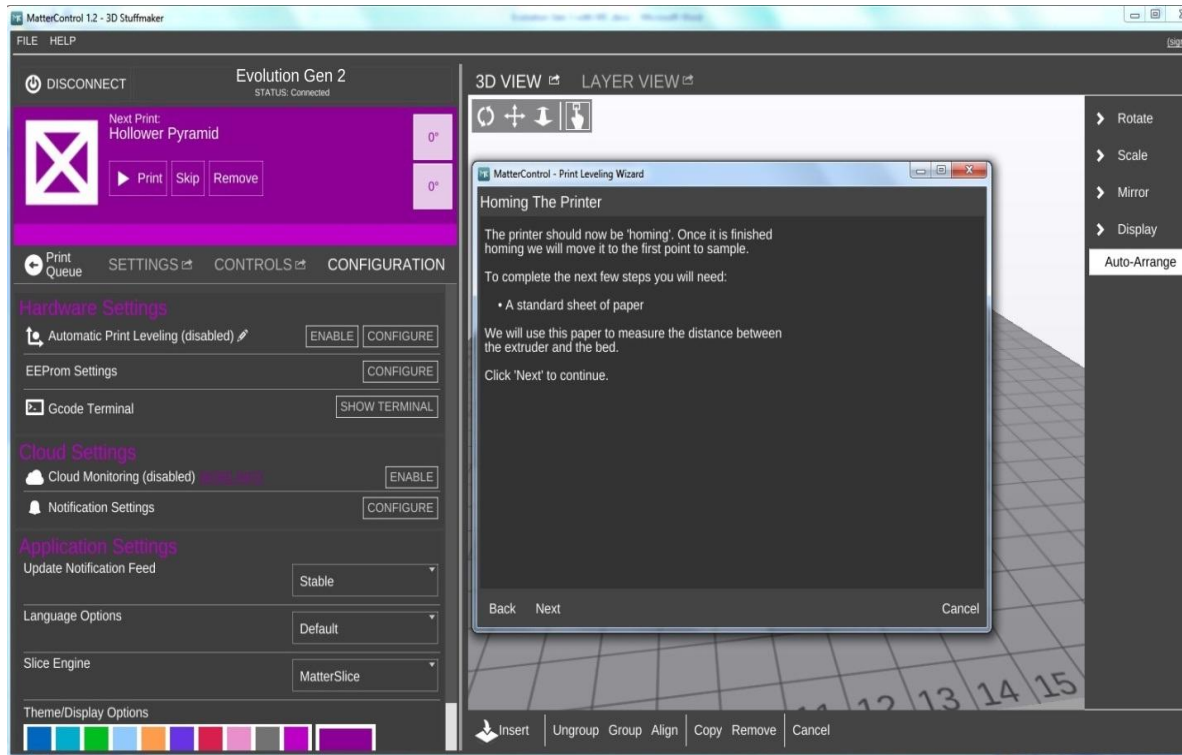 MatterControl 1.2 - 3D Stuffmaker
FILE HELP
DISCONNECT
Evolution Gen 2
STATUS: Connected
Next Print:
Hollower Pyramid
Print Skip Remove
0°
0°
Print
Queue
SETTINGS CONTROLS CONFIGURATION
Hardware Settings
Automatic Print Leveling (disabled) ENABLE CONFIGURE
EEProm Settings CONFIGURE
Gcode Terminal SHOW TERMINAL
Cloud Settings
Cloud Monitoring (disabled) ENABLE
Notification Settings CONFIGURE
Application Settings
Update Notification Feed
Stable
Language Options
Default
Slice Engine
MatterSlice
Theme/Display Options
3D VIEW LAYER VIEW
MatterControl - Print Leveling Wizard
Homing The Printer
The printer should now be 'homing'. Once it is finished
homing we will move it to the first point to sample.
To complete the next few steps you will need:
• A standard sheet of paper
We will use this paper to measure the distance between
the extruder and the bed.
Click 'Next' to continue.
Back Next Cancel
Rotate
Scale
Mirror
Display
Auto-Arrange
12 13 14 15
Insert Ungroup Group Align Copy Remove Cancel